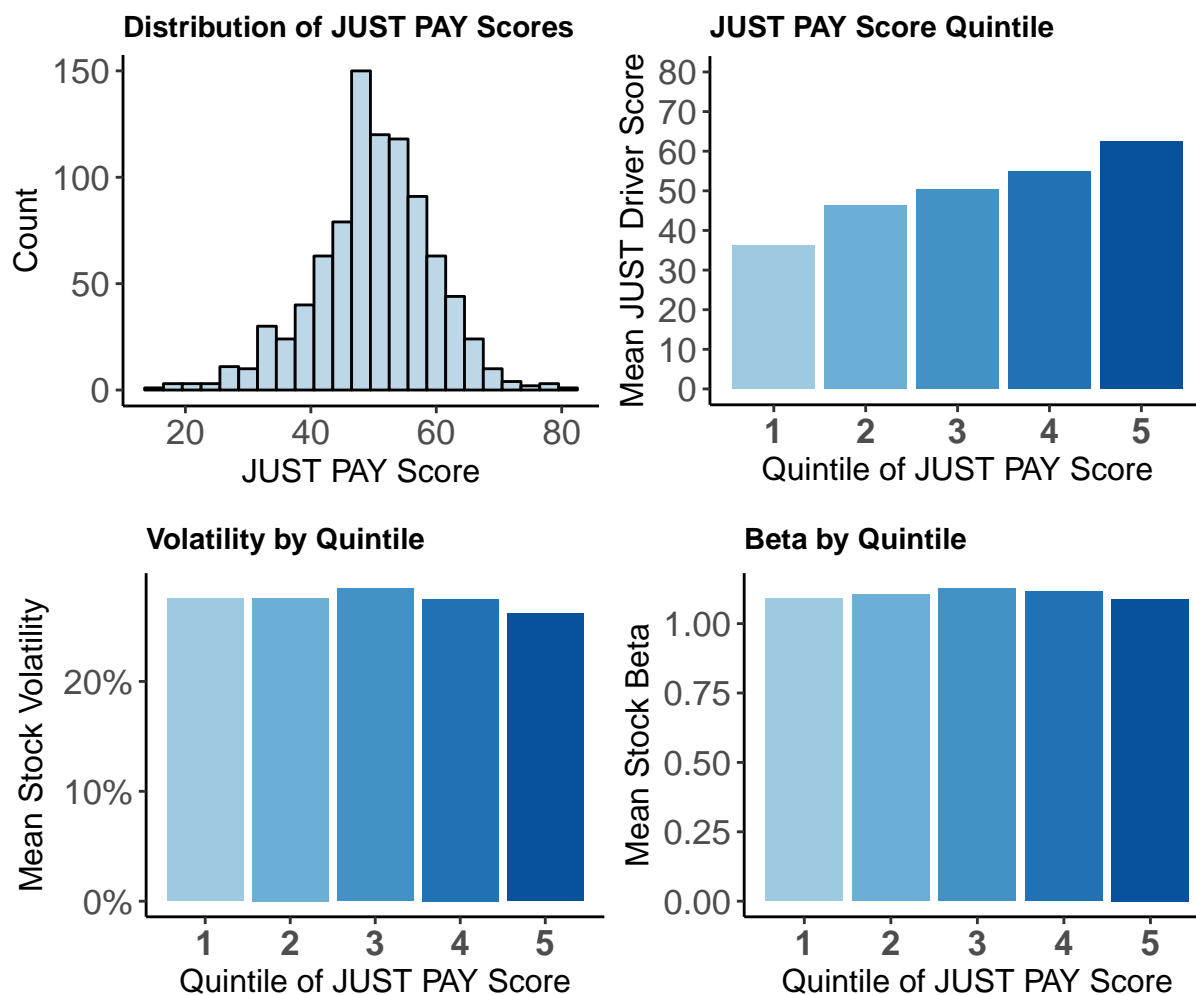 Distribution of JUST PAY Scores
Count
150
100
50
0
20 40 60 80
JUST PAY Score
JUST PAY Score Quintile
Mean JUST Driver Score
80
70
60
50
40
30
20
10
0
1 2 3 4 5
Quintile of JUST PAY Score
Volatility by Quintile
Mean Stock Volatility
20%
10%
0%
1 2 3 4 5
Quintile of JUST PAY Score
Beta by Quintile
Mean Stock Beta
1.00
0.75
0.50
0.25
0.00
1 2 3 4 5
Quintile of JUST PAY Score